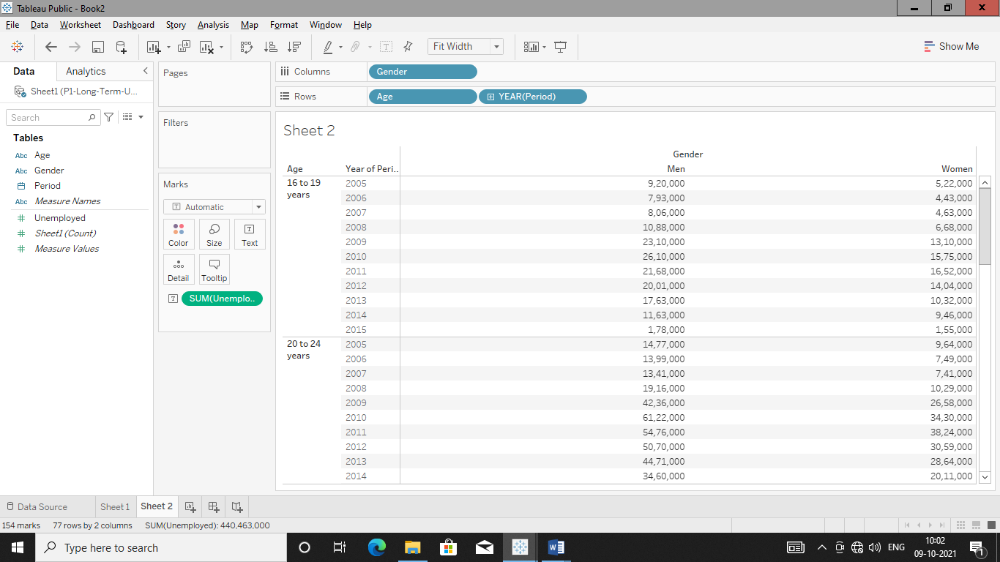 Tableau Public - Book2
File Data Worksheet Dashboard Story Analysis Map Format Window Help
Fit Width
Show Me
Data Analytics
Sheet1 (P1-Long-Term-U...
Search
Tables
Abc Age
Abc Gender
Period
Abc Measure Names
# Unemployed
# Sheet1 (Count)
# Measure Values
Pages
Filters
Marks
T Automatic
Color Size Text
Detail Tooltip
T SUM(Unemplo..
Columns Gender
Rows Age YEAR(Period)
Sheet 2
Gender
Age Year of Peri.. Men Women
16 to 19 years 2005 9,20,000 5,22,000
2006 7,93,000 4,43,000
2007 8,06,000 4,63,000
2008 10,88,000 6,68,000
2009 23,10,000 13,10,000
2010 26,10,000 15,75,000
2011 21,68,000 16,52,000
2012 20,01,000 14,04,000
2013 17,63,000 10,32,000
2014 11,63,000 9,46,000
2015 1,78,000 1,55,000
20 to 24 years 2005 14,77,000 9,64,000
2006 13,99,000 7,49,000
2007 13,41,000 7,41,000
2008 19,16,000 10,29,000
2009 42,36,000 26,58,000
2010 61,22,000 34,30,000
2011 54,76,000 38,24,000
2012 50,70,000 30,59,000
2013 44,71,000 28,64,000
2014 34,60,000 20,11,000
Data Source Sheet 1 Sheet 2
154 marks 77 rows by 2 columns SUM(Unemployed): 440,463,000
Type here to search
W
ENG
10:02
09-10-2021
1